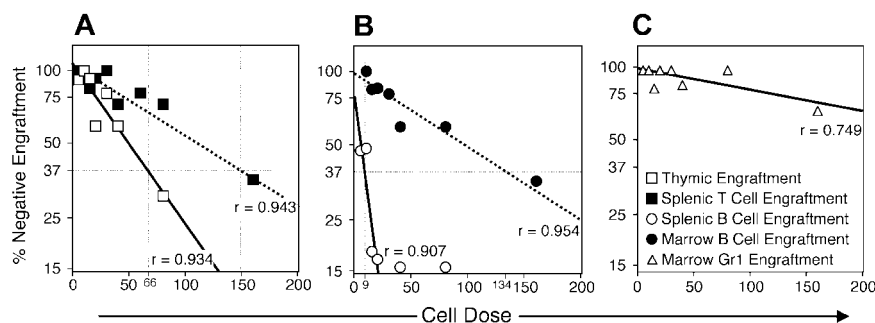 A
B
C
% Negative Engraftment
100
75
50
37
25
15
r = 0.943
r = 0.934
0
50
66
100
150
200
100
75
50
37
25
15
r = 0.907
r = 0.954
0
9
50
100
134
150
200
100
75
50
37
25
15
r = 0.749
Thymic Engraftment
Splenic T Cell Engraftment
Splenic B Cell Engraftment
Marrow B Cell Engraftment
Marrow Gr1 Engraftment
0
50
100
150
200
Cell Dose